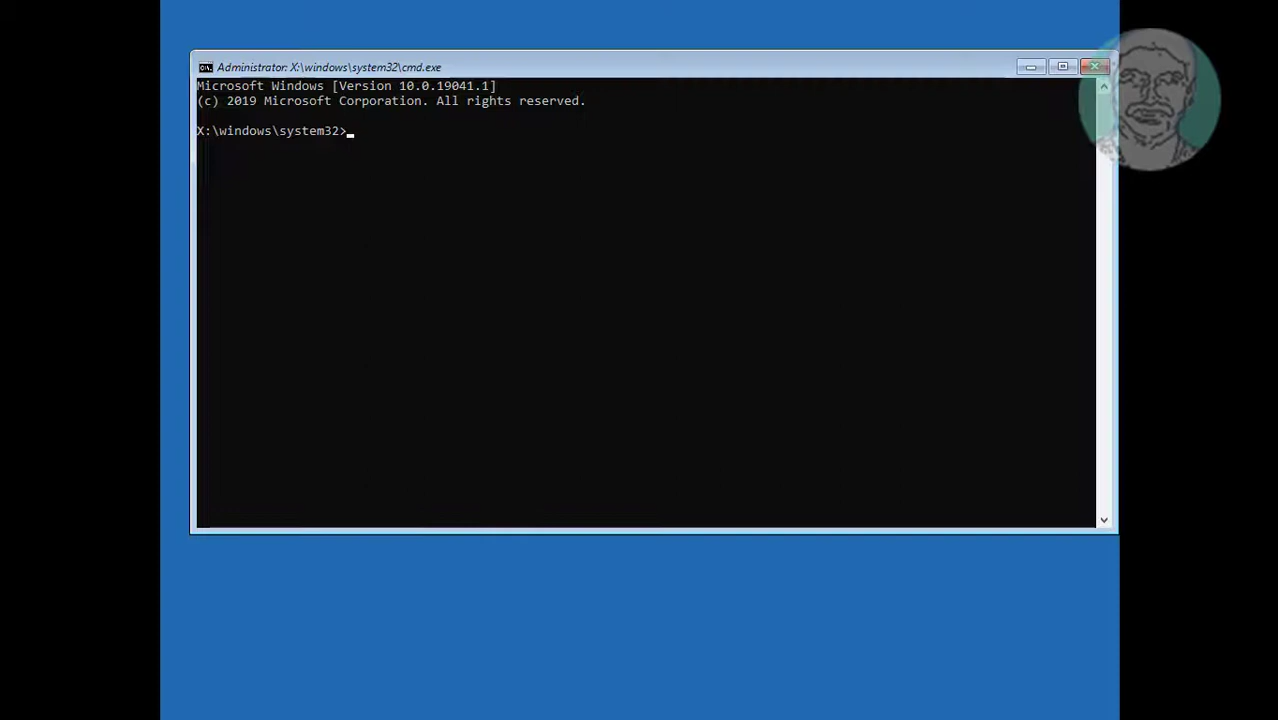 Administrator: X:\windows\system32\cmd.exe
Microsoft Windows [Version 10.0.19041.1]
(c) 2019 Microsoft Corporation. All rights reserved.
X:\windows\system32>